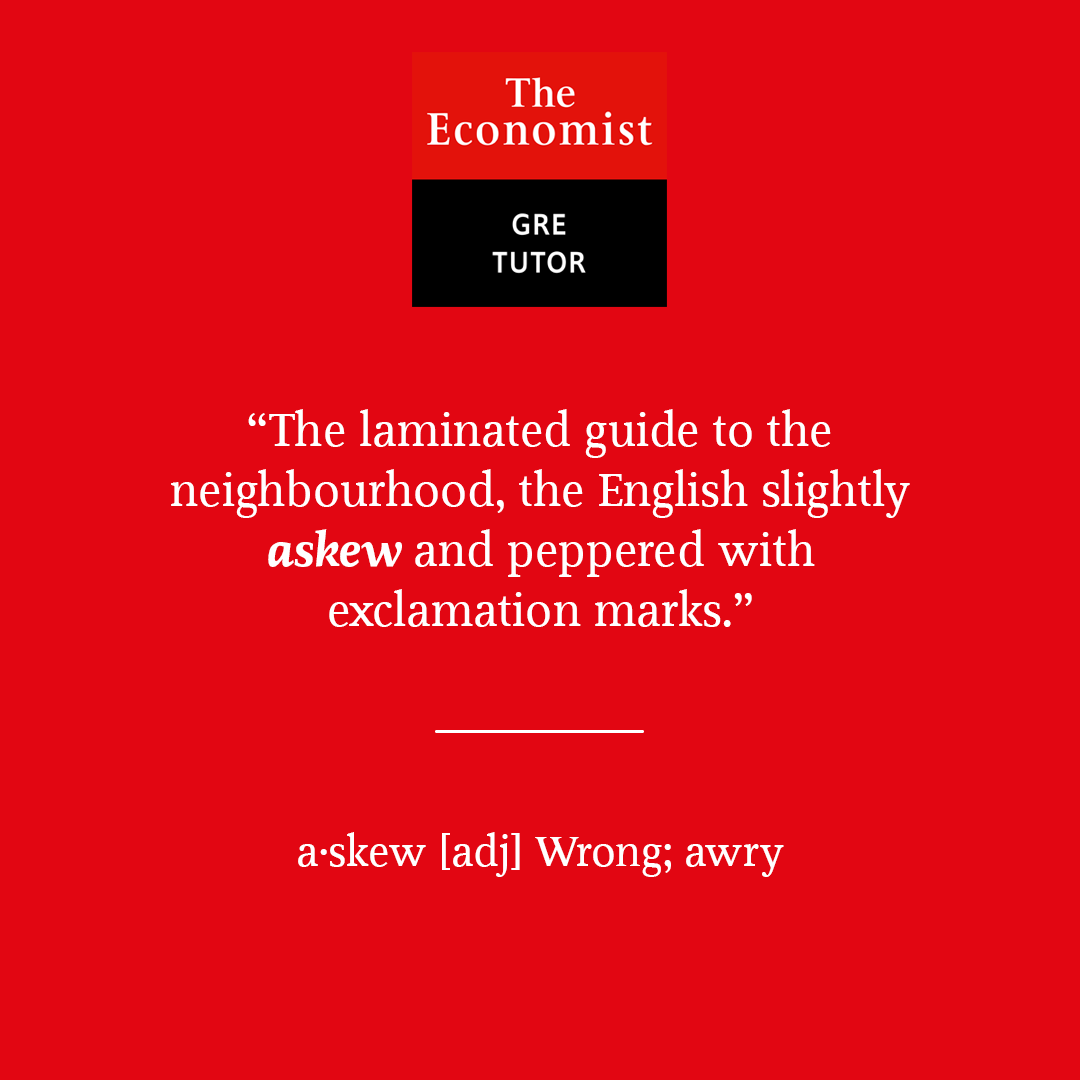 The
Economist
GRE
TUTOR
“The laminated guide to the
neighbourhood, the English slightly
askew and peppered with
exclamation marks.”
a·skew [adj] Wrong; awry